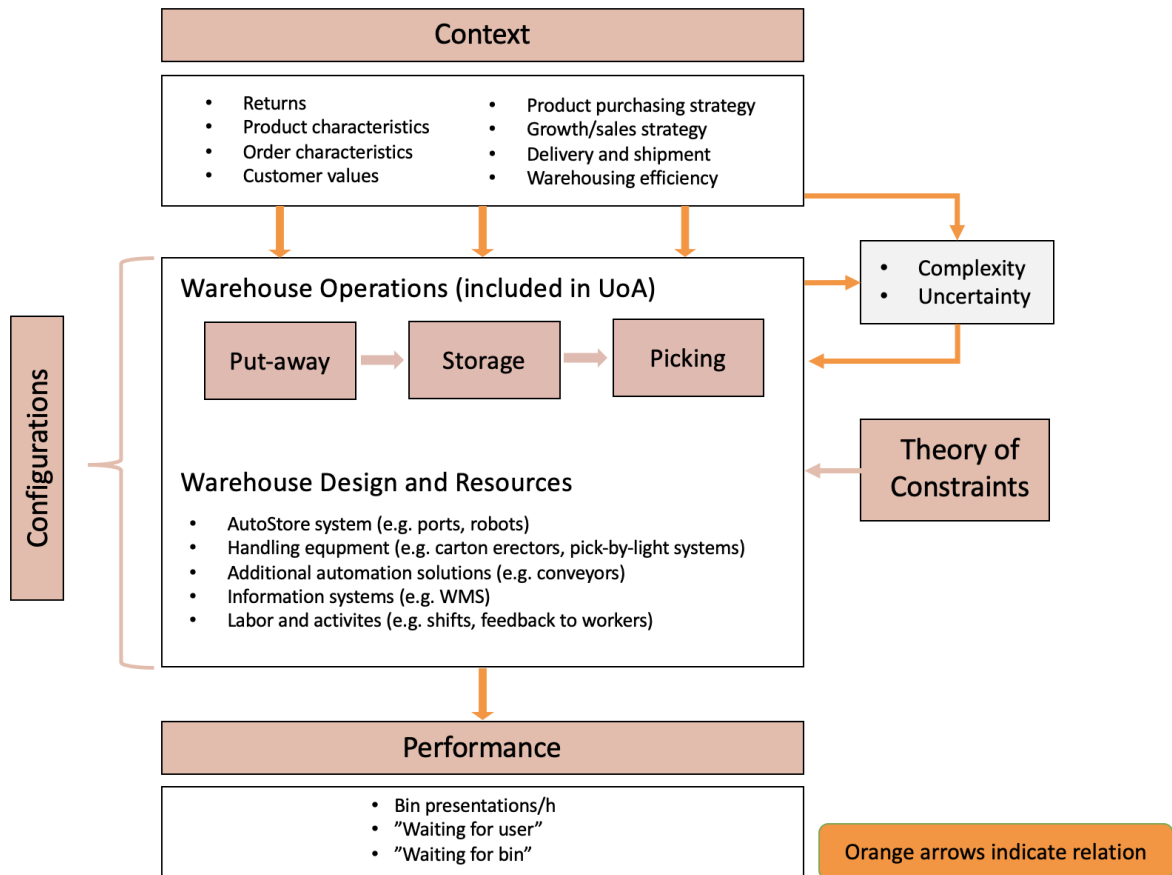 Context
• Returns
• Product characteristics
• Order characteristics
• Customer values
• Product purchasing strategy
• Growth/sales strategy
• Delivery and shipment
• Warehousing efficiency
• Complexity
• Uncertainty
Configurations
Warehouse Operations (included in UoA)
Put-away
Storage
Picking
Theory of
Constraints
Warehouse Design and Resources
• AutoStore system (e.g. ports, robots)
• Handling equpment (e.g. carton erectors, pick-by-light systems)
• Additional automation solutions (e.g. conveyors)
• Information systems (e.g. WMS)
• Labor and activites (e.g. shifts, feedback to workers)
Performance
• Bin presentations/h
• ”Waiting for user”
• ”Waiting for bin”
Orange arrows indicate relation